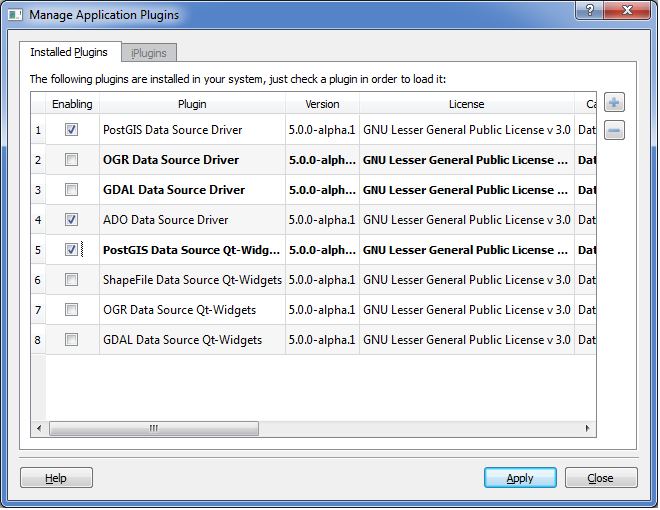 Manage Application Plugins
Installed Plugins iPlugins
The following plugins are installed in your system, just check a plugin in order to load it:
Enabling Plugin Version License Ca
1 PostGIS Data Source Driver 5.0.0-alpha.1 GNU Lesser General Public License v 3.0 Dat
2 OGR Data Source Driver 5.0.0-alph... GNU Lesser General Public License ... Dat
3 GDAL Data Source Driver 5.0.0-alph... GNU Lesser General Public License ... Dat
4 ADO Data Source Driver 5.0.0-alpha.1 GNU Lesser General Public License v 3.0 Dat
5 PostGIS Data Source Qt-Widg... 5.0.0-alph... GNU Lesser General Public License ... Dat
6 ShapeFile Data Source Qt-Widgets 5.0.0-alpha.1 GNU Lesser General Public License v 3.0 Dat
7 OGR Data Source Qt-Widgets 5.0.0-alpha.1 GNU Lesser General Public License v 3.0 Dat
8 GDAL Data Source Qt-Widgets 5.0.0-alpha.1 GNU Lesser General Public License v 3.0 Dat
Help Apply Close